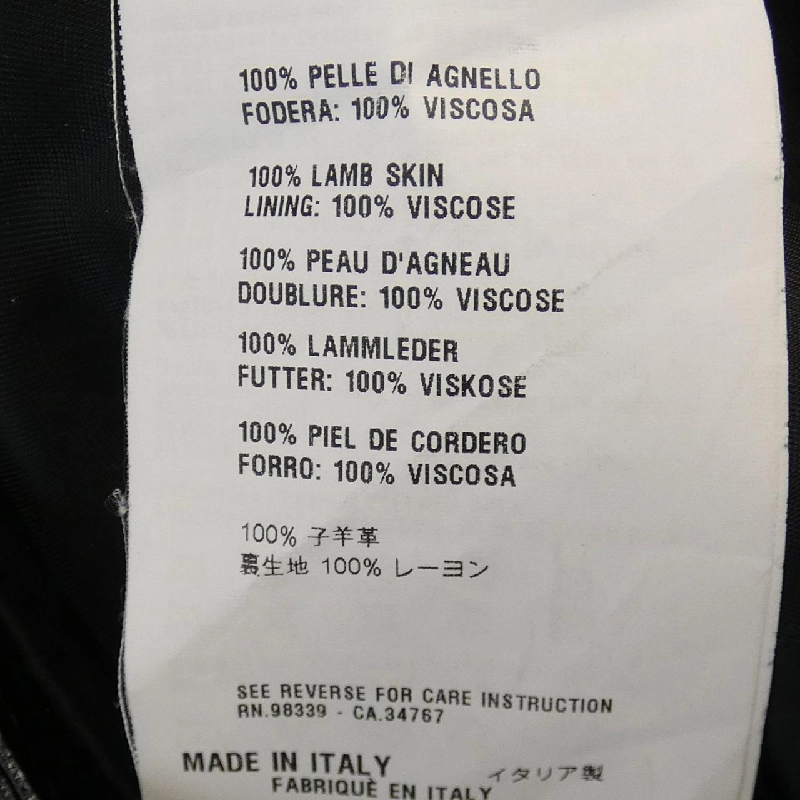 100% PELLE DI AGNELLO
FODERA: 100% VISCOSA
100% LAMB SKIN
LINING: 100% VISCOSE
100% PEAU D'AGNEAU
DOUBLURE: 100% VISCOSE
100% LAMMLEDER
FUTTER: 100% VISKOSE
100% PIEL DE CORDERO
FORRO: 100% VISCOSA
100% 子羊革
裏生地 100% レーヨン
SEE REVERSE FOR CARE INSTRUCTION
RN.98339 - CA.34767
MADE IN ITALY イタリア製
FABRIQUÈ EN ITALY